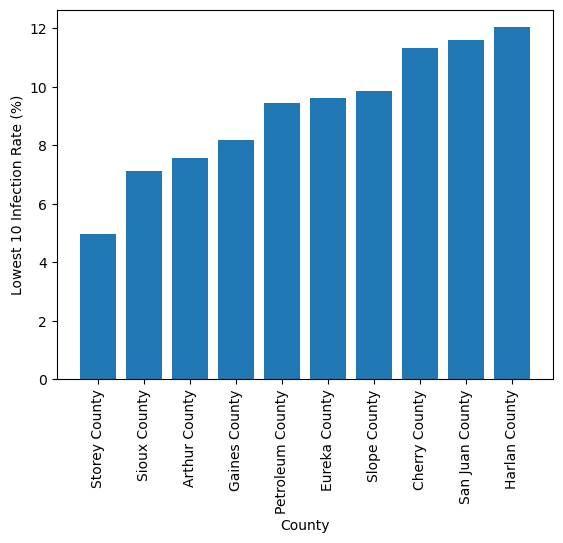 Lowest 10 Infection Rate (%)
12
10
8
6
4
2
0
Storey County
Sioux County
Arthur County
Gaines County
Petroleum County
Eureka County
Slope County
Cherry County
San Juan County
Harlan County
County